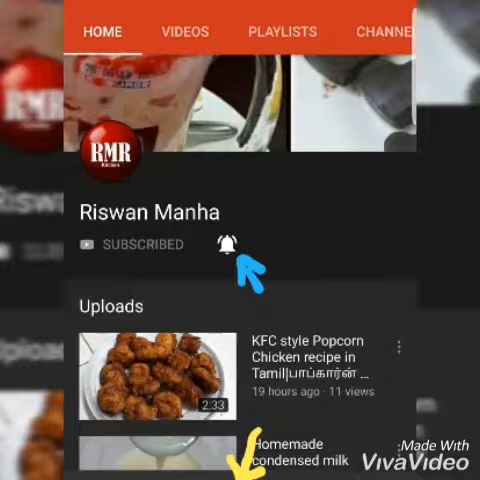 HOME VIDEOS PLAYLISTS CHANNE
RMR
Kitchen
Riswan Manha
SUBSCRIBED
Uploads
KFC style Popcorn
Chicken recipe in
Tamil|பாப்கார்ன் ...
19 hours ago · 11 views
2:33
Homemade
condensed milk
Made With
VivaVideo